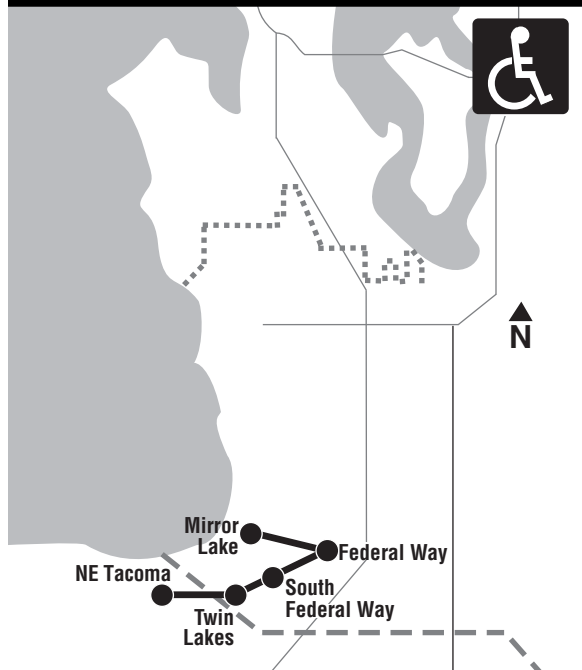 N
Mirror
Lake
Federal Way
NE Tacoma
South
Federal Way
Twin
Lakes